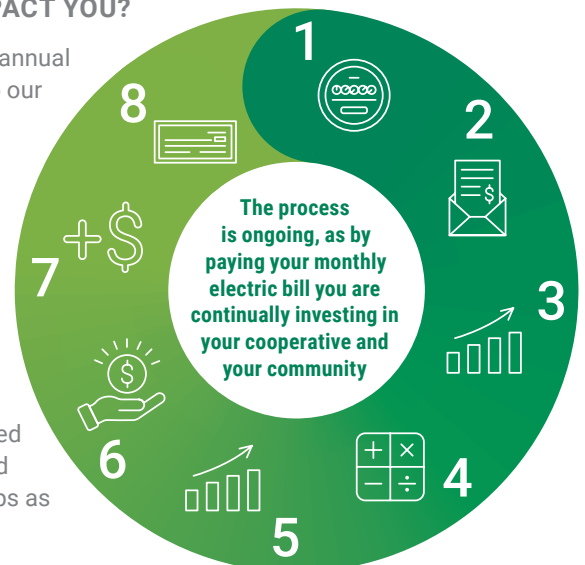 PACT YOU?
annual
our
1
2
3
4
5
6
7
8
$
+$
$
The process
is ongoing, as by
paying your monthly
electric bill you are
continually investing in
your cooperative and
your community
+ ×
− ÷
ed
d
os as